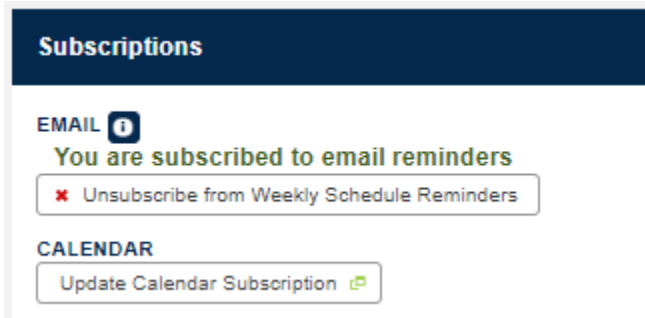 Subscriptions
EMAIL
You are subscribed to email reminders
Unsubscribe from Weekly Schedule Reminders
CALENDAR
Update Calendar Subscription